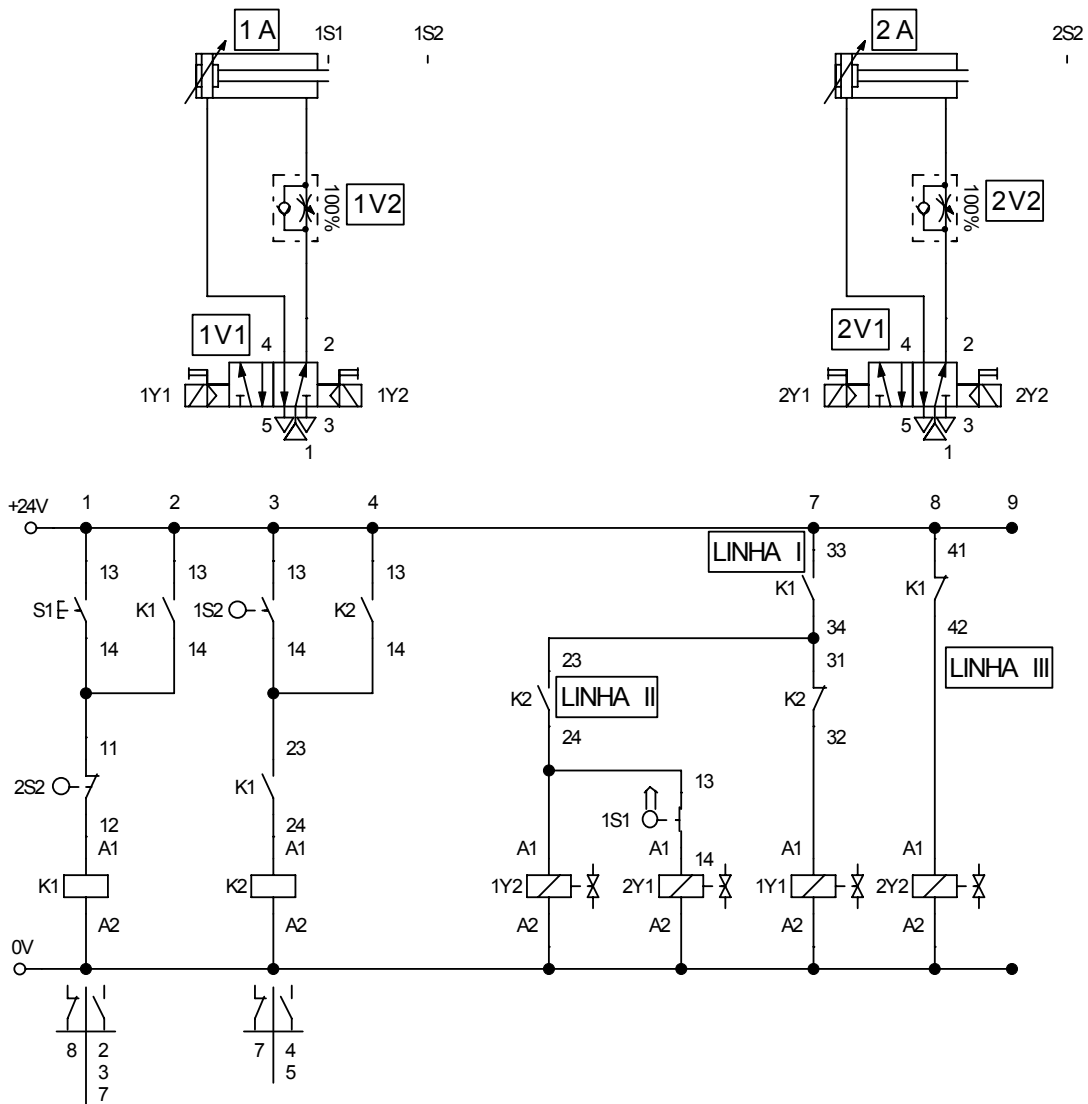 1 A 1S1 1S2 2 A 2S2
100% 1V2 100% 2V2
1V1 4 2 2V1 4 2
1Y1 1Y2 2Y1 2Y2
5 3 5 3
1 1
+24V 1 2 3 4 7 8 9
LINHA I 33 41
13 13 13 13
S1 K1 1S2 K2 K1 K1
14 14 14 14 34 42
23 31 LINHA III
K2 LINHA II K2
11 23 24 32
2S2 K1 13
1S1
12 24
A1 A1 A1 A1 14 A1 A1
K1 K2 1Y2 2Y1 1Y1 2Y2
A2 A2 A2 A2 A2 A2
0V
8 2 7 4
3 5
7